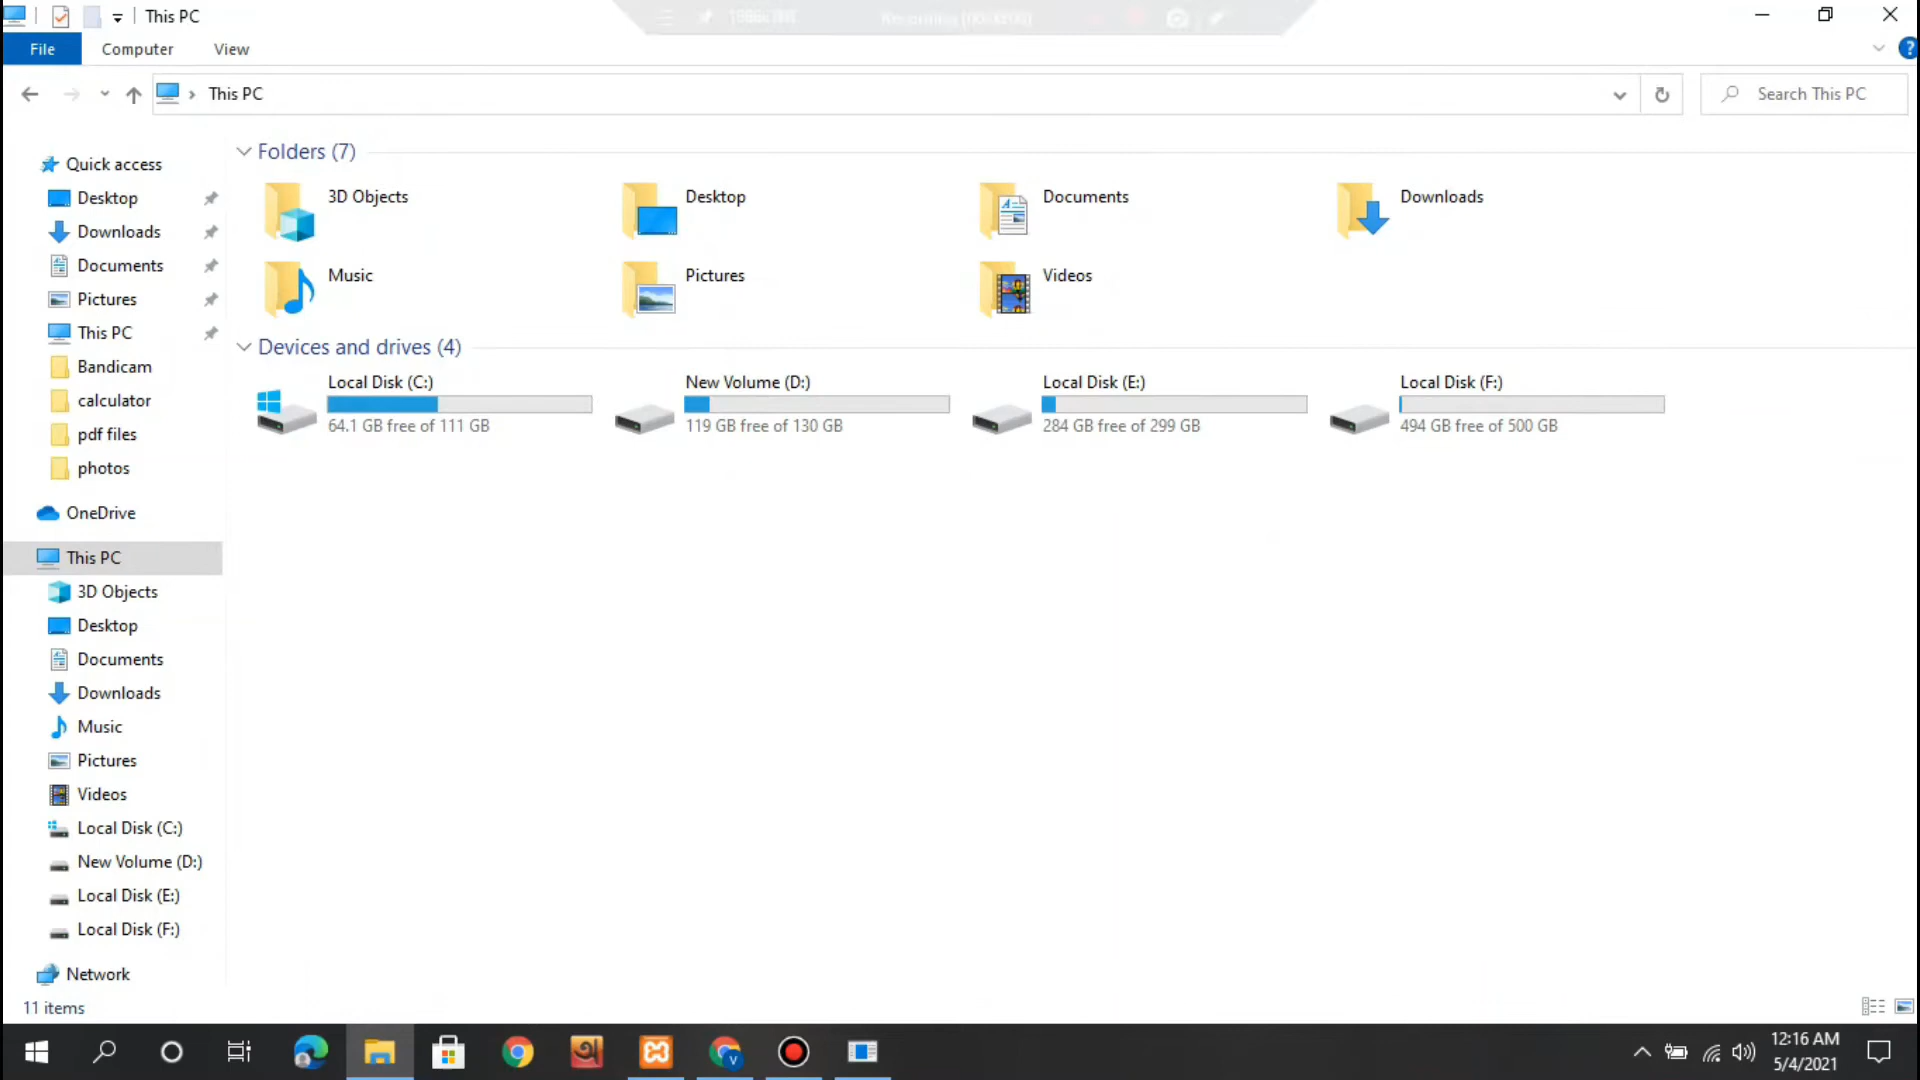 This PC
File Computer View
This PC
Search This PC
Quick access
Desktop
Downloads
Documents
Pictures
This PC
Bandicam
calculator
pdf files
photos
OneDrive
This PC
3D Objects
Desktop
Documents
Downloads
Music
Pictures
Videos
Local Disk (C:)
New Volume (D:)
Local Disk (E:)
Local Disk (F:)
Network
11 items
Folders (7)
3D Objects
Desktop
Documents
Downloads
Music
Pictures
Videos
Devices and drives (4)
Local Disk (C:)
64.1 GB free of 111 GB
New Volume (D:)
119 GB free of 130 GB
Local Disk (E:)
284 GB free of 299 GB
Local Disk (F:)
494 GB free of 500 GB
12:16 AM
5/4/2021